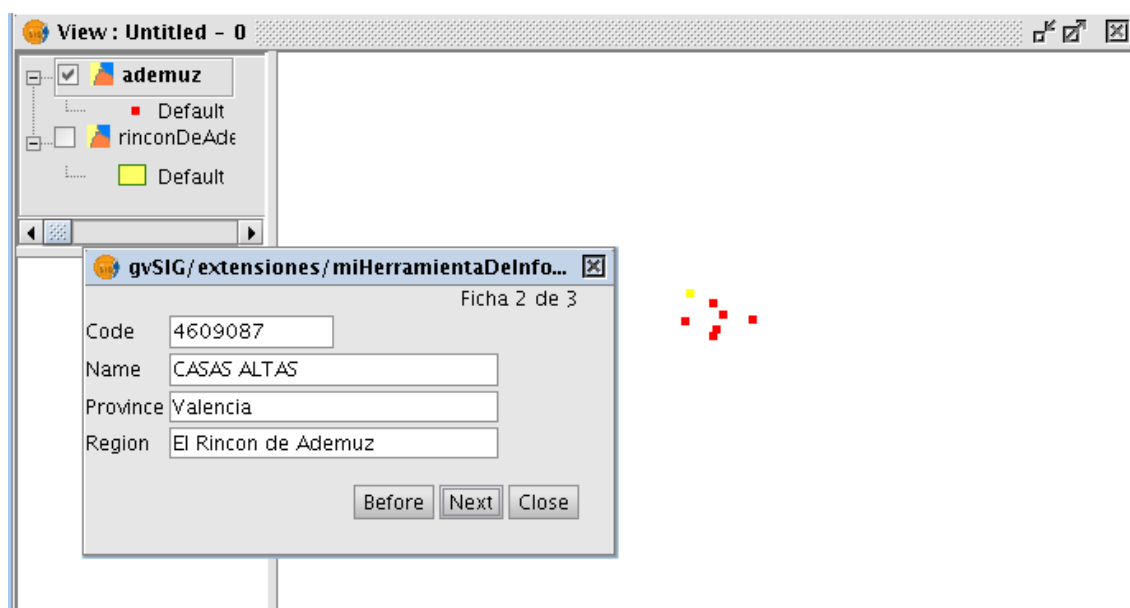 View : Untitled - 0
ademuz
Default
rinconDeAde
Default
gvSIG/extensiones/miHerramientaDeInfo...
Ficha 2 de 3
Code 4609087
Name CASAS ALTAS
Province Valencia
Region El Rincon de Ademuz
Before Next Close